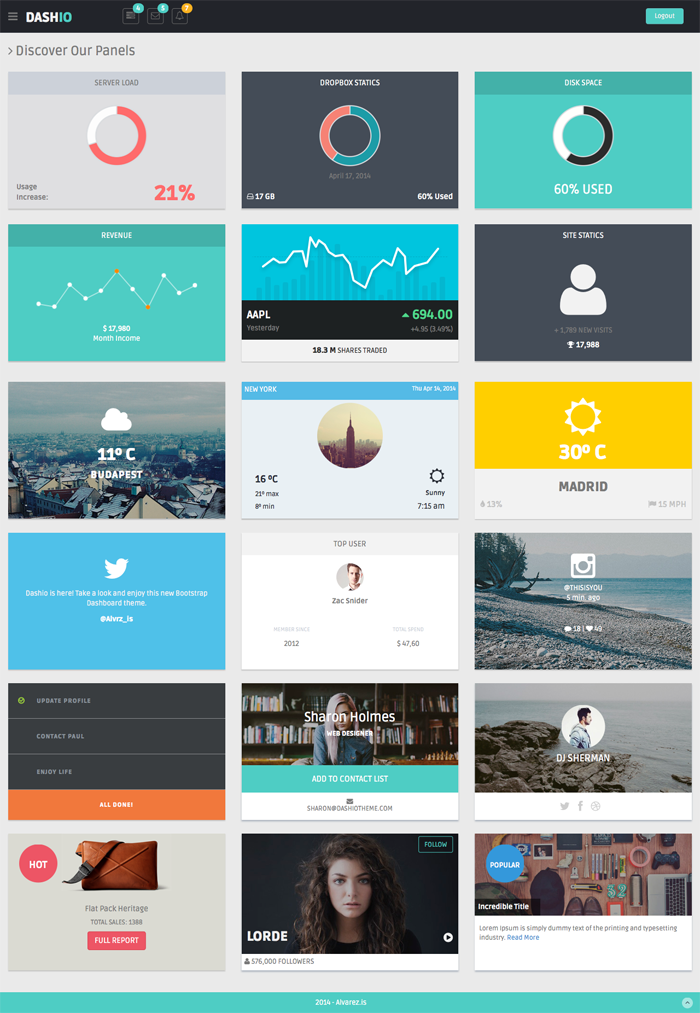 DASHIO
4
5
7
Logout
> Discover Our Panels
SERVER LOAD
Usage
Increase:
21%
DROPBOX STATICS
April 17, 2014
17 GB
60% Used
DISK SPACE
60% USED
REVENUE
$ 17,980
Month Income
AAPL
694.00
Yesterday
+4.95 (3.49%)
18.3 M SHARES TRADED
SITE STATICS
+ 1,789 NEW VISITS
17,988
11º C
BUDAPEST
NEW YORK
Thu Apr 14, 2014
16 ºC
21º max
8º min
Sunny
7:15 am
30º C
MADRID
13%
15 MPH
Dashio is here! Take a look and enjoy this new Bootstrap
Dashboard theme.
@Alvrz_is
TOP USER
Zac Snider
MEMBER SINCE
2012
TOTAL SPEND
$ 47,60
@THISISYOU
5 min. ago
18 | 49
UPDATE PROFILE
CONTACT PAUL
ENJOY LIFE
ALL DONE!
Sharon Holmes
WEB DESIGNER
ADD TO CONTACT LIST
SHARON@DASHIOTHEME.COM
DJ SHERMAN
HOT
Flat Pack Heritage
TOTAL SALES: 1388
FULL REPORT
FOLLOW
LORDE
576,000 FOLLOWERS
POPULAR
Incredible Title
Lorem Ipsum is simply dummy text of the printing and typesetting
industry. Read More
2014 - Alvarez.is